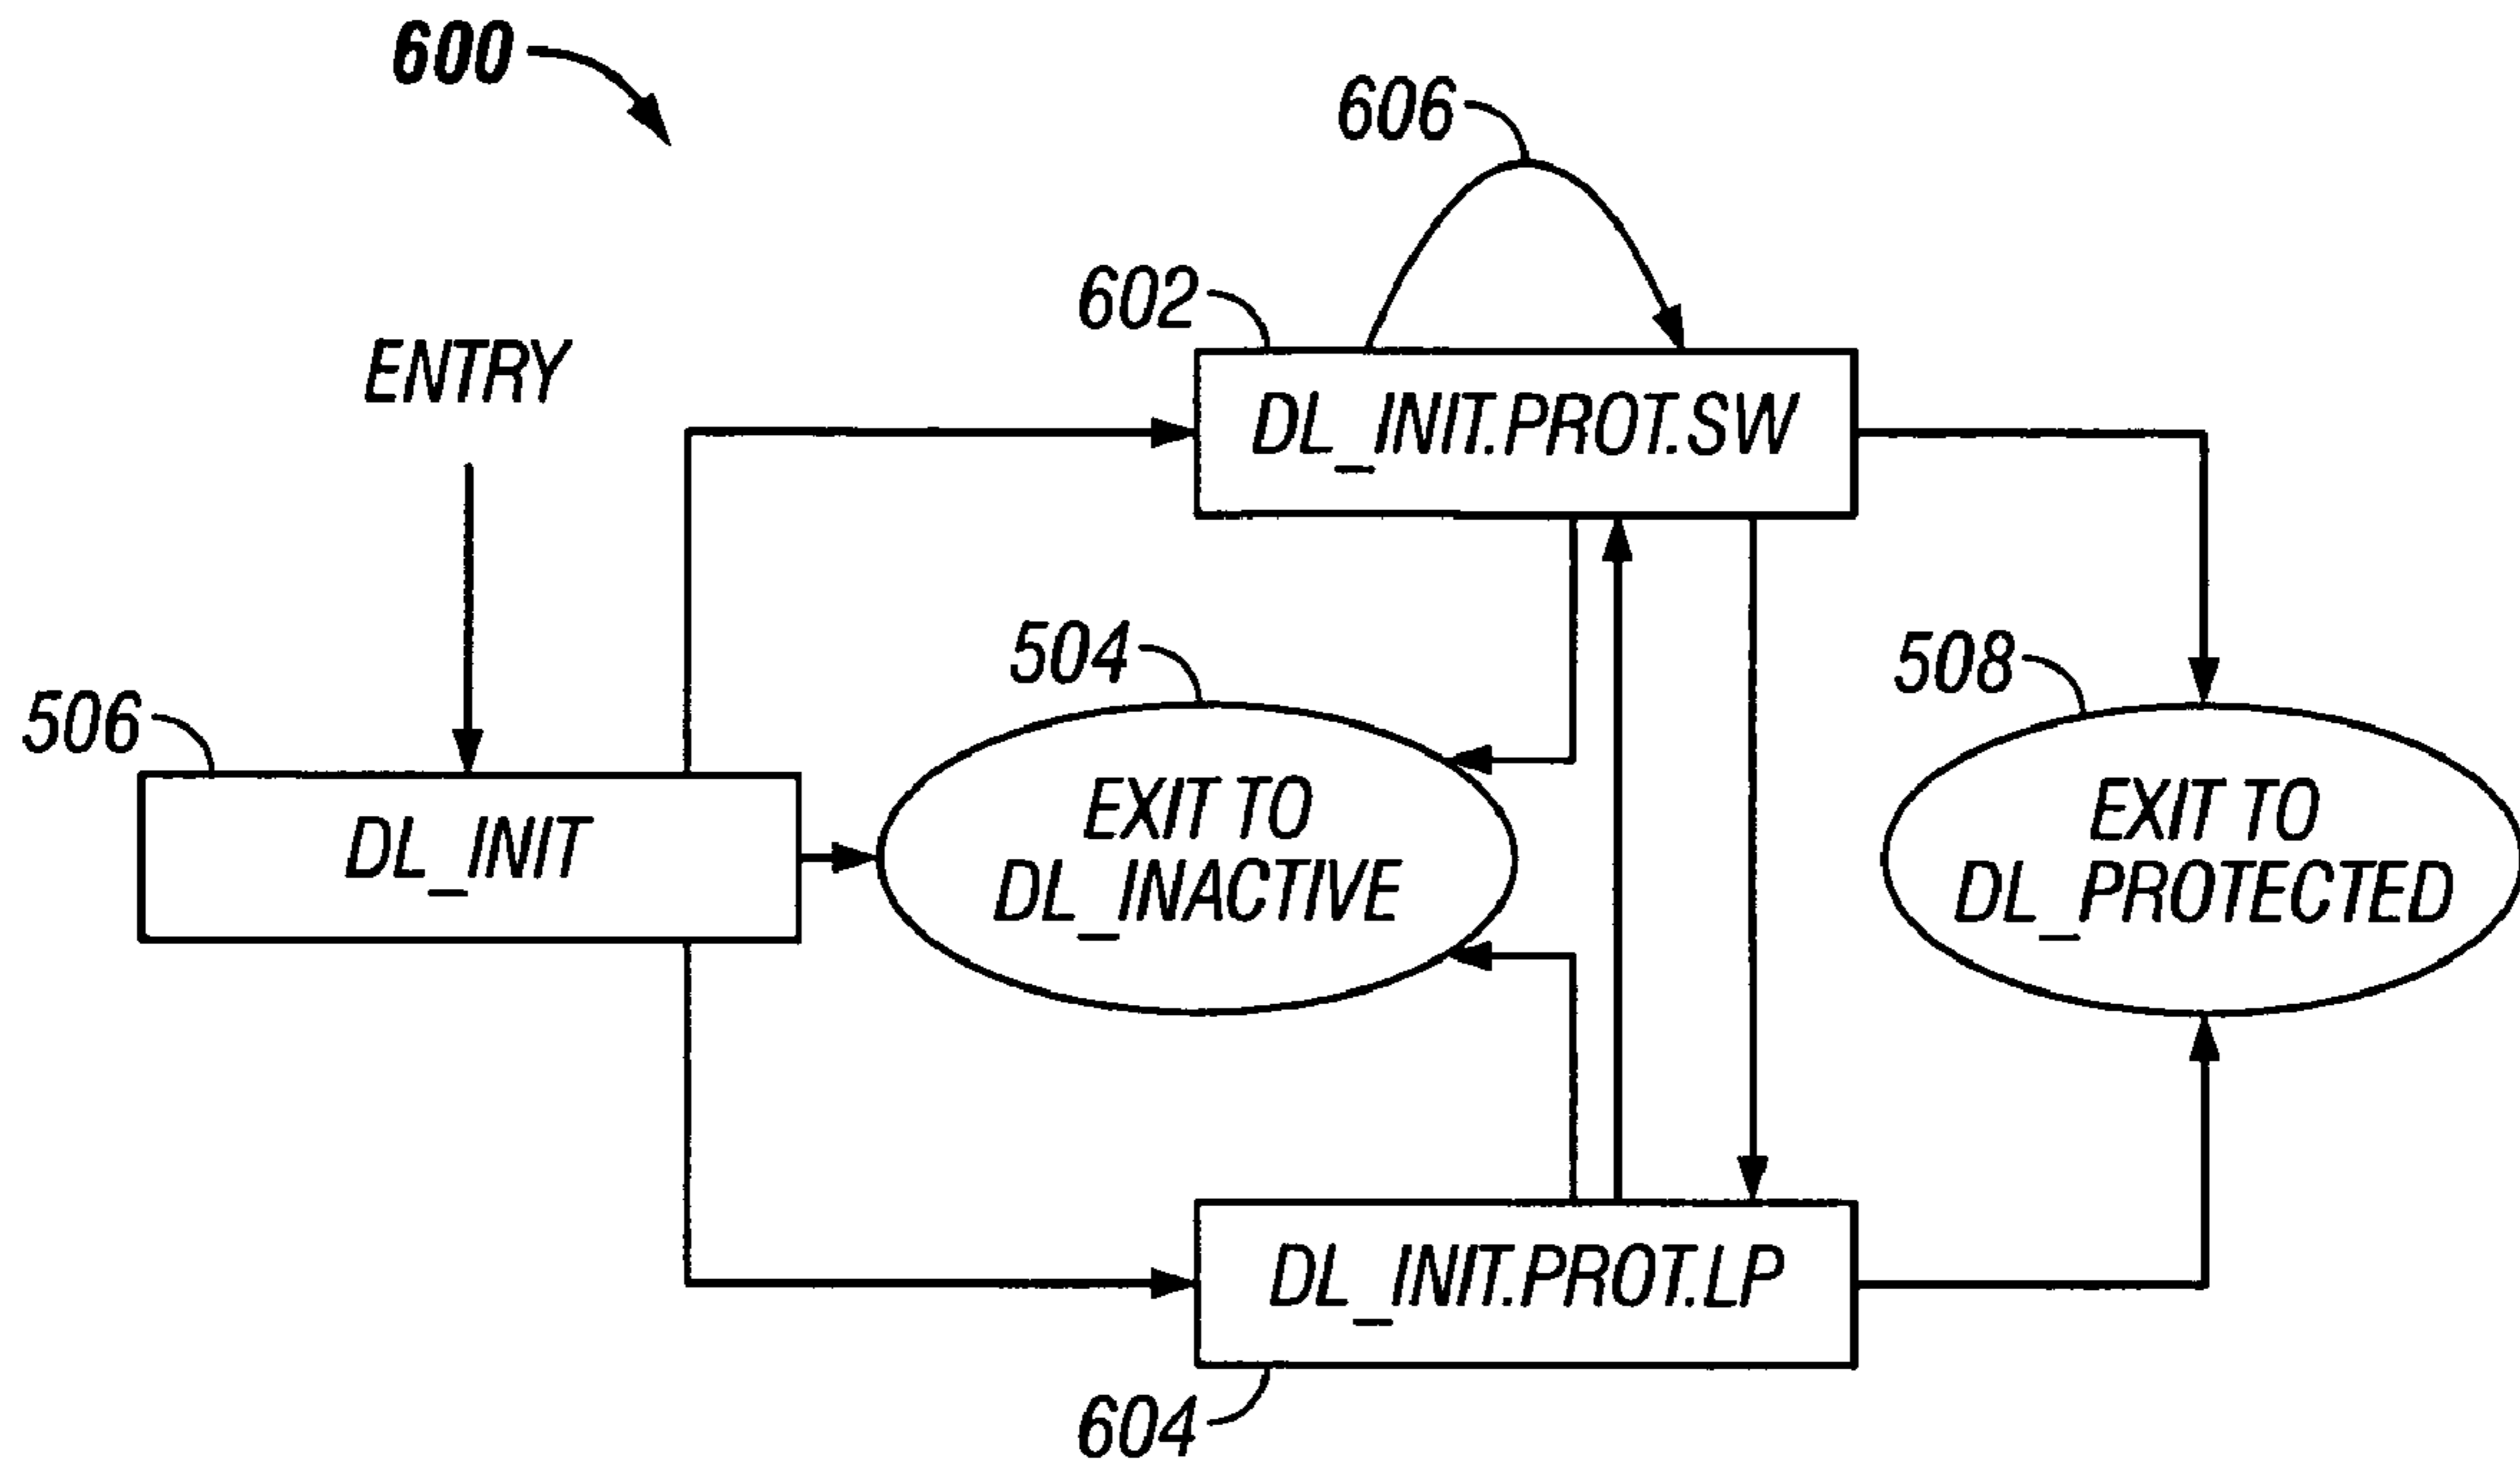 600
606
602
ENTRY
DL_INIT.PROT.SW
504
508
506
EXIT TO
DL_INACTIVE
EXIT TO
DL_PROTECTED
DL_INIT
DL_INIT.PROT.LP
604